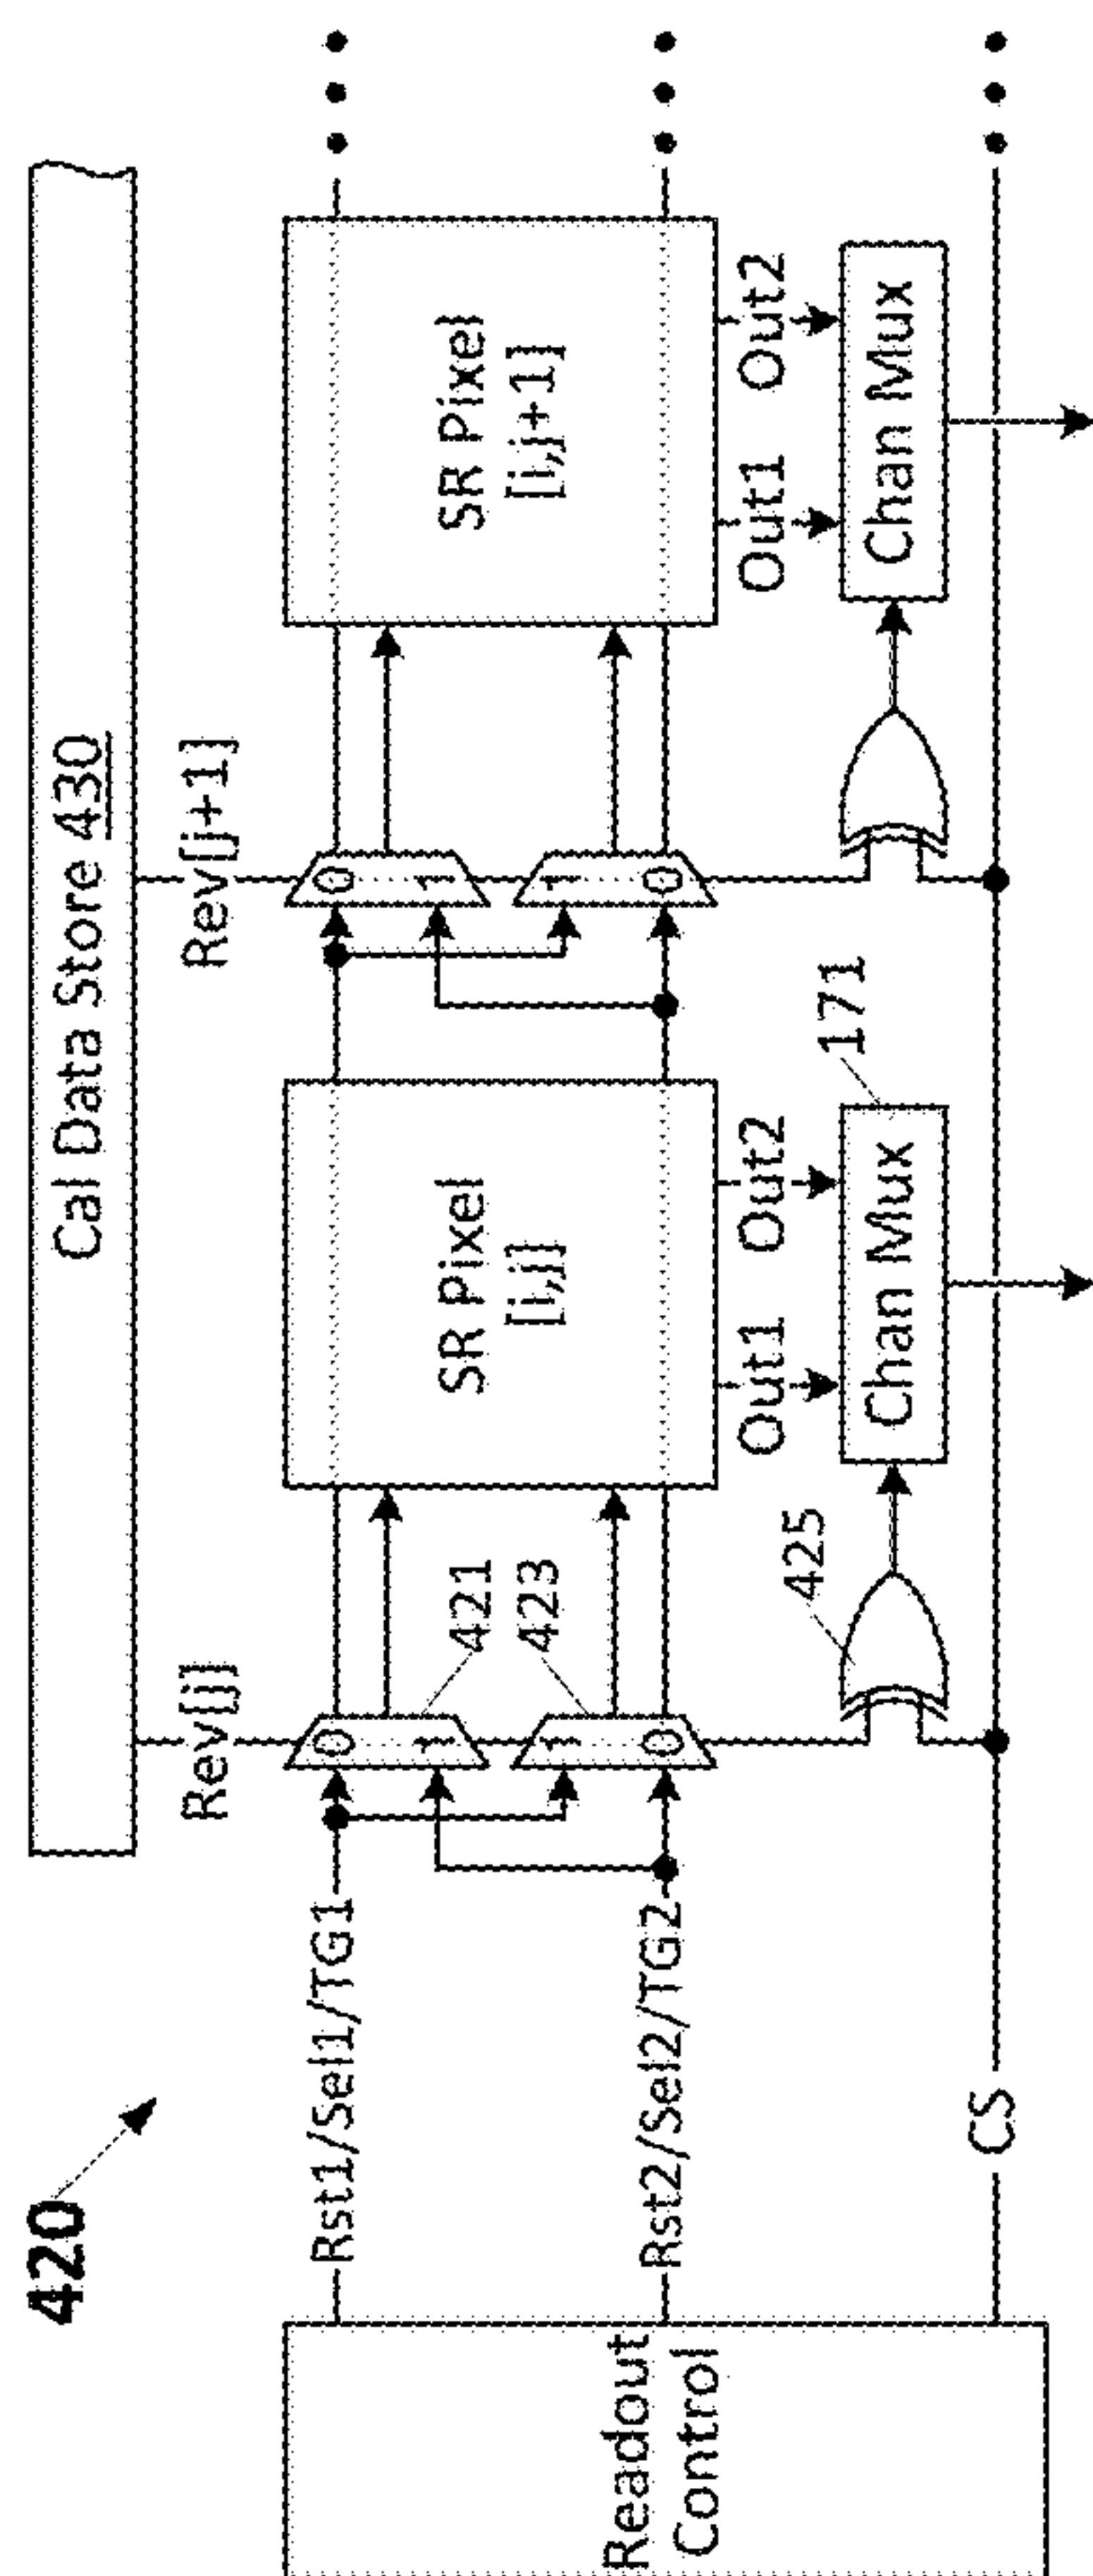 420
Cal Data Store 430
Rev[j]
Rev[j+1]
Readout
Control
Rst1/Sel1/TG1
Rst2/Sel2/TG2
CS
0
1
1
0
421
423
425
SR Pixel
[i,j]
Out1
Out2
Chan Mux
171
0
1
1
0
SR Pixel
[i,j+1]
Out1
Out2
Chan Mux